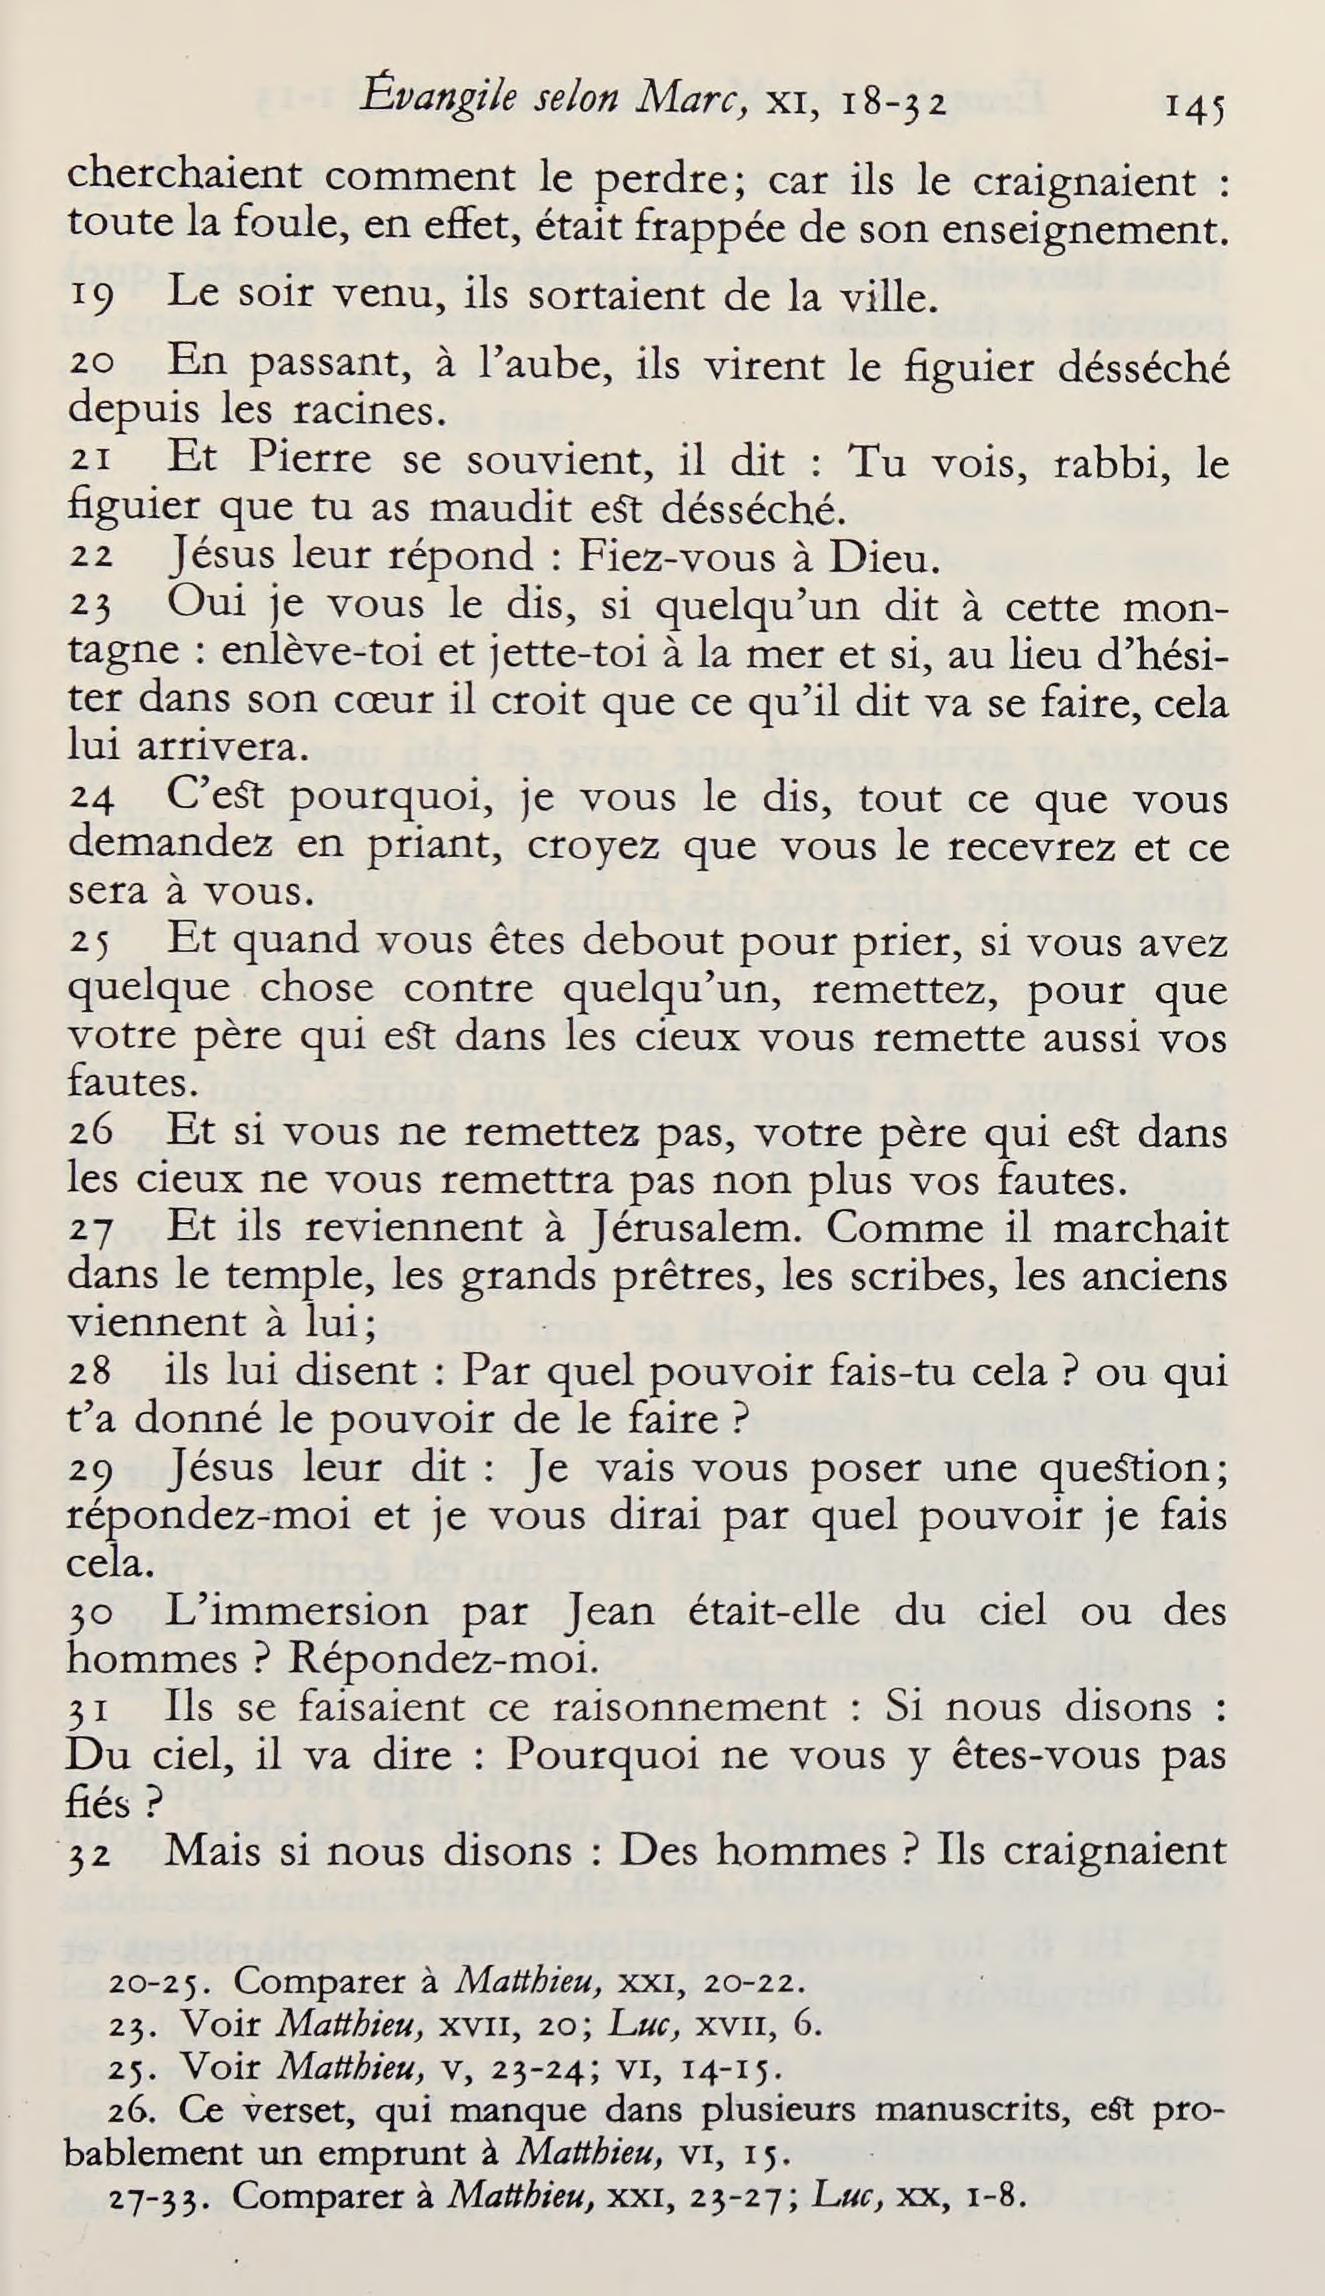 Évangile selon Marc, XI, 18-32 145
cherchaient comment le perdre; car ils le craignaient :
toute la foule, en effet, était frappée de son enseignement.
19 Le soir venu, ils sortaient de la ville.
20 En passant, à l’aube, ils virent le figuier désséché
depuis les racines.
21 Et Pierre se souvient, il dit : Tu vois, rabbi, le
figuier que tu as maudit est désséché.
22 Jésus leur répond : Fiez-vous à Dieu.
23 Oui je vous le dis, si quelqu’un dit à cette mon-
tagne : enlève-toi et jette-toi à la mer et si, au lieu d’hési-
ter dans son cœur il croit que ce qu’il dit va se faire, cela
lui arrivera.
24 C’est pourquoi, je vous le dis, tout ce que vous
demandez en priant, croyez que vous le recevrez et ce
sera à vous.
25 Et quand vous êtes debout pour prier, si vous avez
quelque chose contre quelqu’un, remettez, pour que
votre père qui est dans les cieux vous remette aussi vos
fautes.
26 Et si vous ne remettez pas, votre père qui est dans
les cieux ne vous remettra pas non plus vos fautes.
27 Et ils reviennent à Jérusalem. Comme il marchait
dans le temple, les grands prêtres, les scribes, les anciens
viennent à lui;
28 ils lui disent : Par quel pouvoir fais-tu cela ? ou qui
t’a donné le pouvoir de le faire ?
29 Jésus leur dit : Je vais vous poser une question;
répondez-moi et je vous dirai par quel pouvoir je fais
cela.
30 L’immersion par Jean était-elle du ciel ou des
hommes ? Répondez-moi.
31 Ils se faisaient ce raisonnement : Si nous disons :
Du ciel, il va dire : Pourquoi ne vous y êtes-vous pas
fiés ?
32 Mais si nous disons : Des hommes ? Ils craignaient
20-25. Comparer à Matthieu, XXI, 20-22.
23. Voir Matthieu, XVII, 20; Luc, XVII, 6.
25. Voir Matthieu, V, 23-24; VI, 14-15.
26. Ce verset, qui manque dans plusieurs manuscrits, est pro-
bablement un emprunt à Matthieu, VI, 15.
27-33. Comparer à Matthieu, XXI, 23-27; Luc, XX, 1-8.